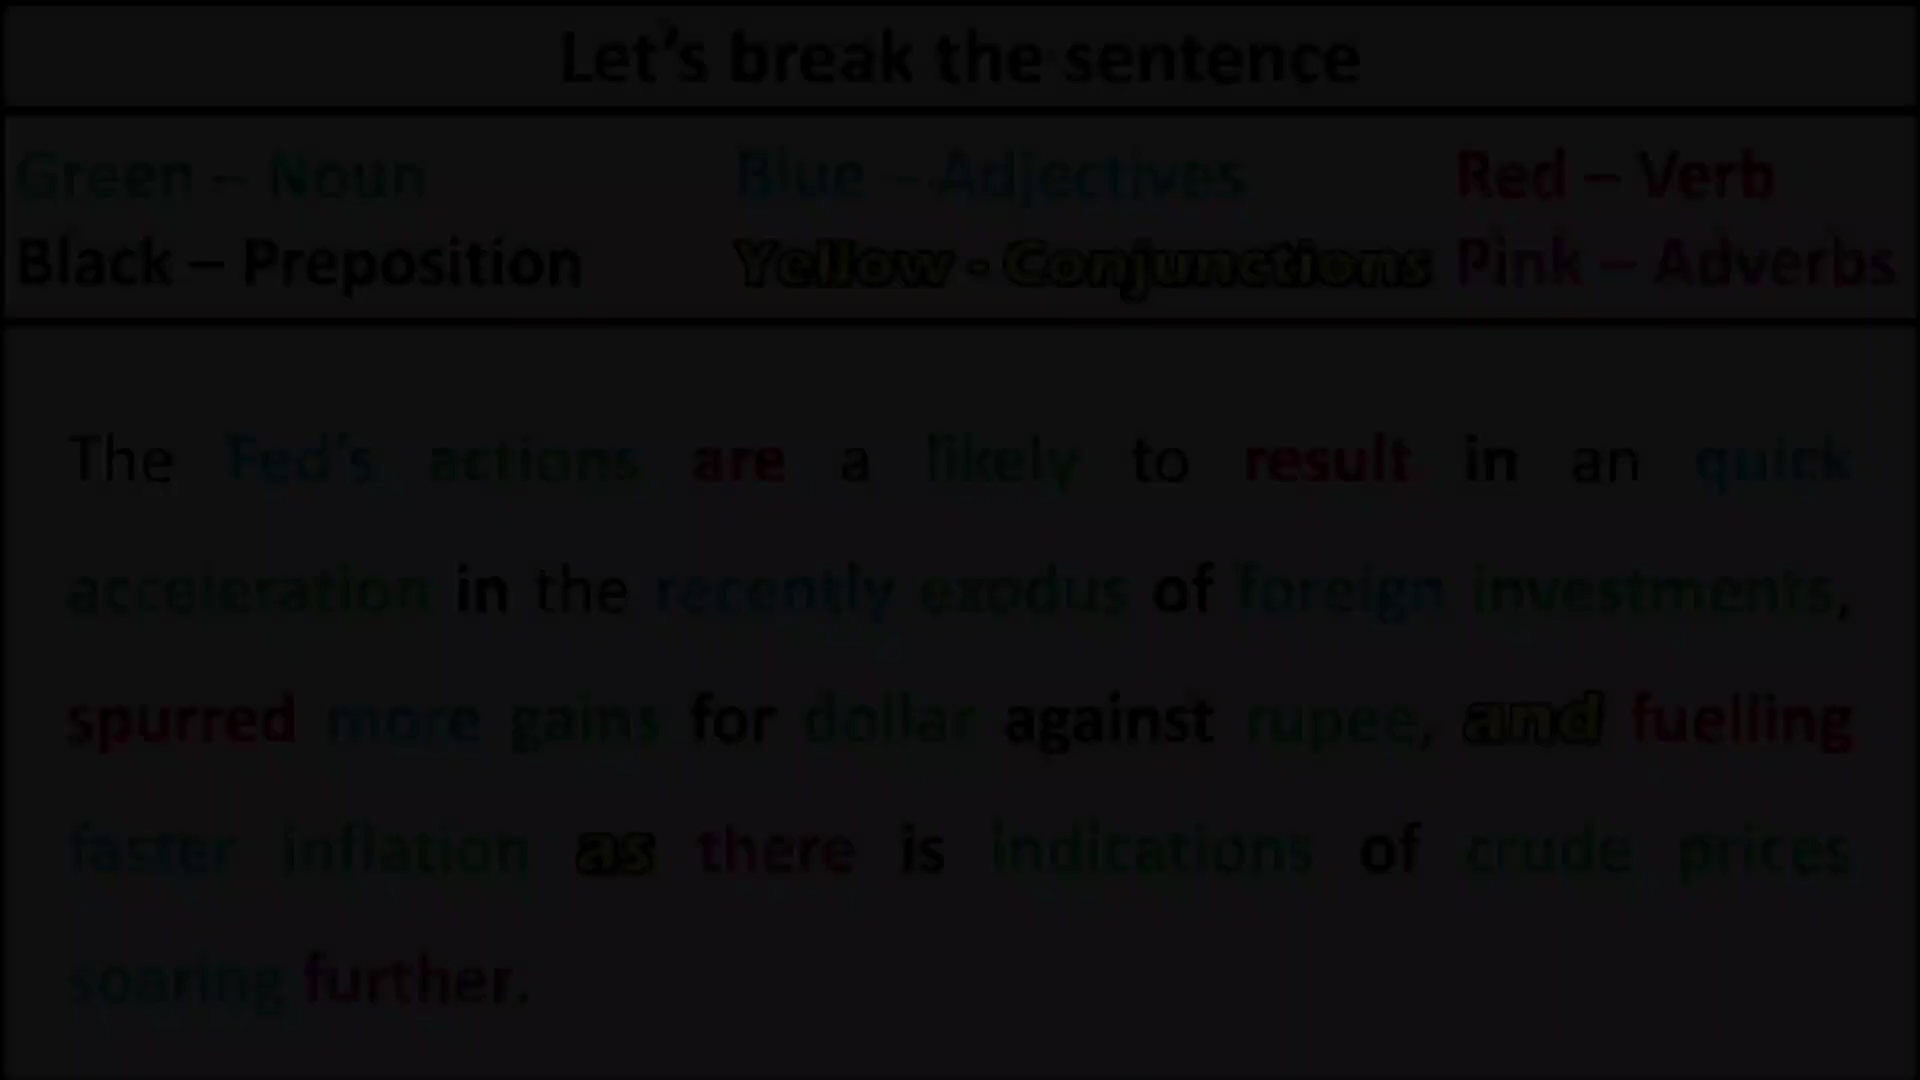 Let's break the sentence
Green – Noun Blue – Adjectives Red – Verb
Black – Preposition Yellow - Conjunctions Pink – Adverbs
The Fed's actions are a likely to result in an quick
acceleration in the recently exodus of foreign investments,
spurred more gains for dollar against rupee, and fuelling
faster inflation as there is indications of crude prices
soaring further.